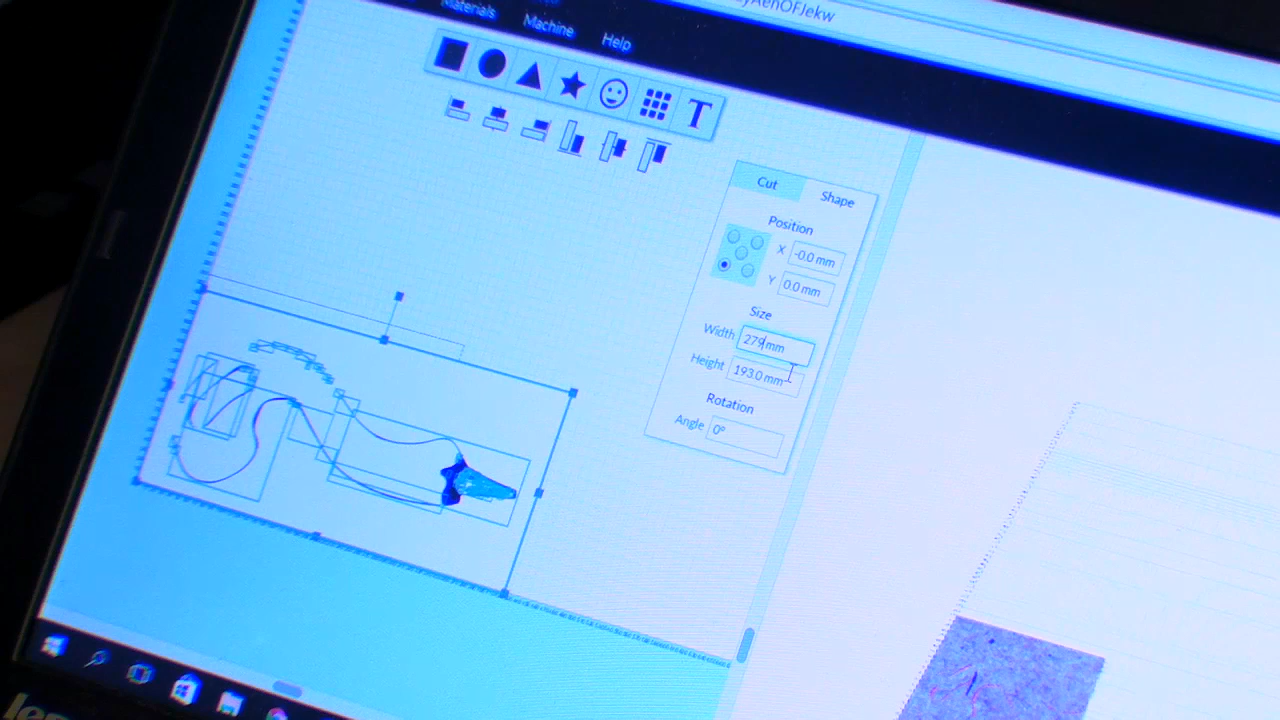 Materials
Machine
Help
T
Cut
Shape
Position
X -0.0 mm
Y 0.0 mm
Size
Width 279 mm
Height 193.0 mm
Rotation
Angle 0°